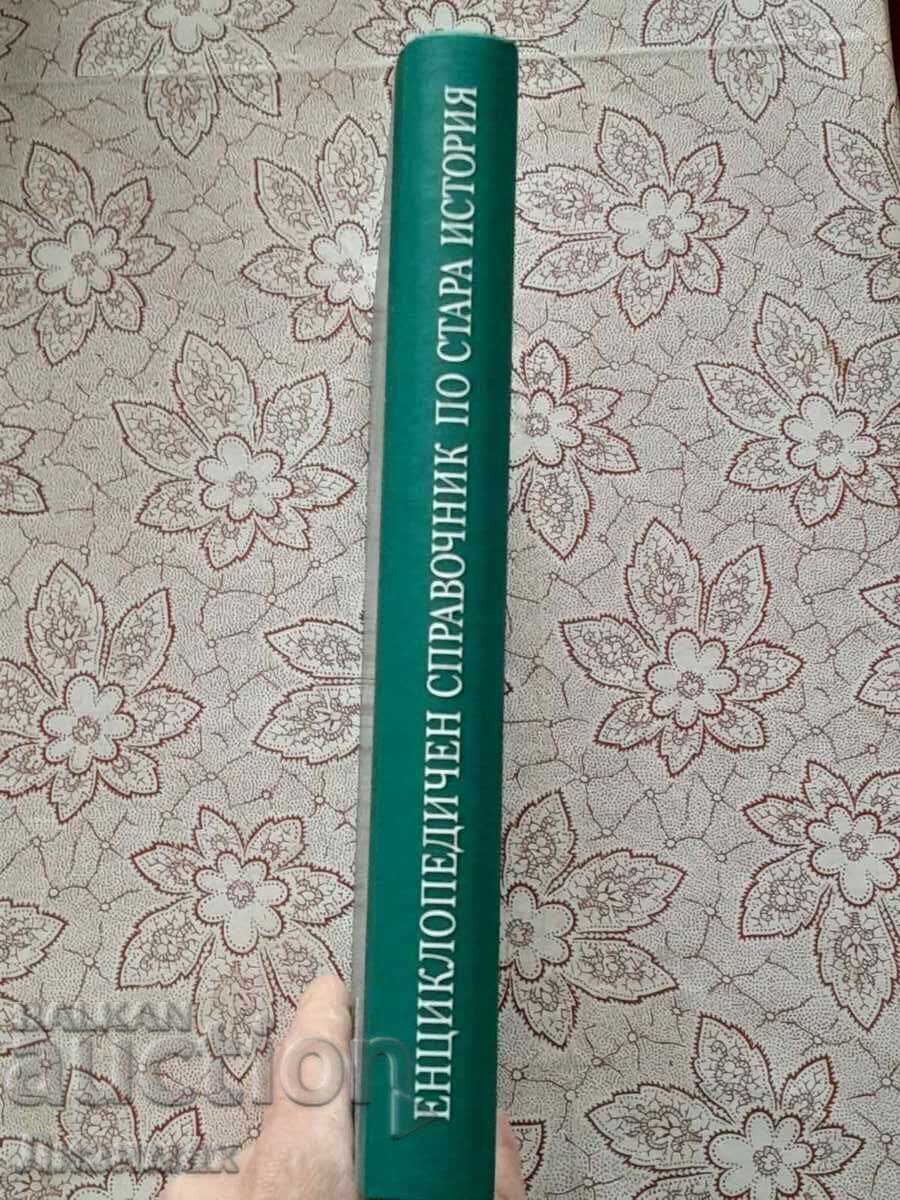 ЕНЦИКЛОПЕДИЧЕН СПРАВОЧНИК ПО СТАРА ИСТОРИЯ
BALKAN
auction